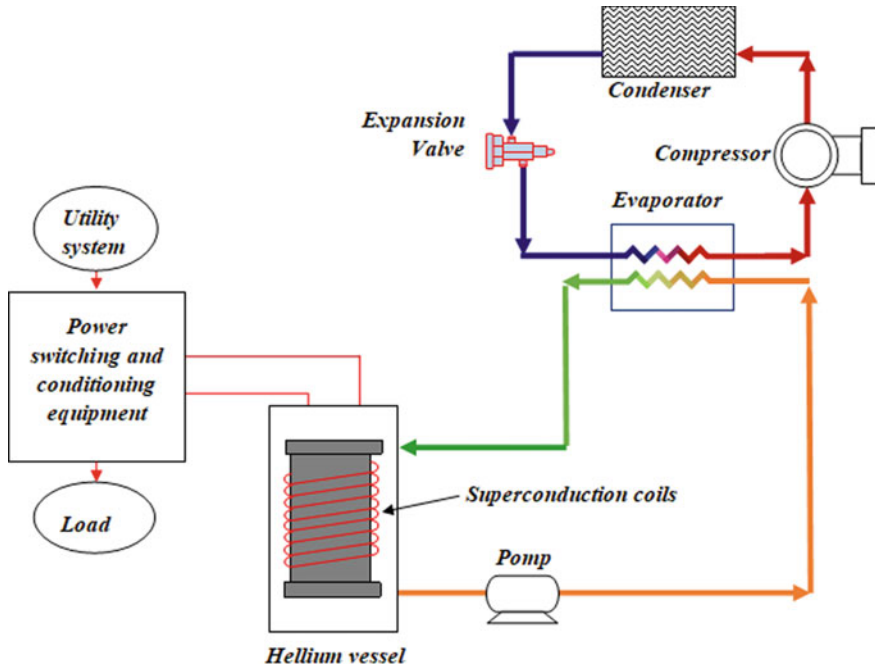 Condenser
Expansion
Valve
Compressor
Evaporator
Utility
system
Power
switching and
conditioning
equipment
Load
Superconduction coils
Pomp
Hellium vessel